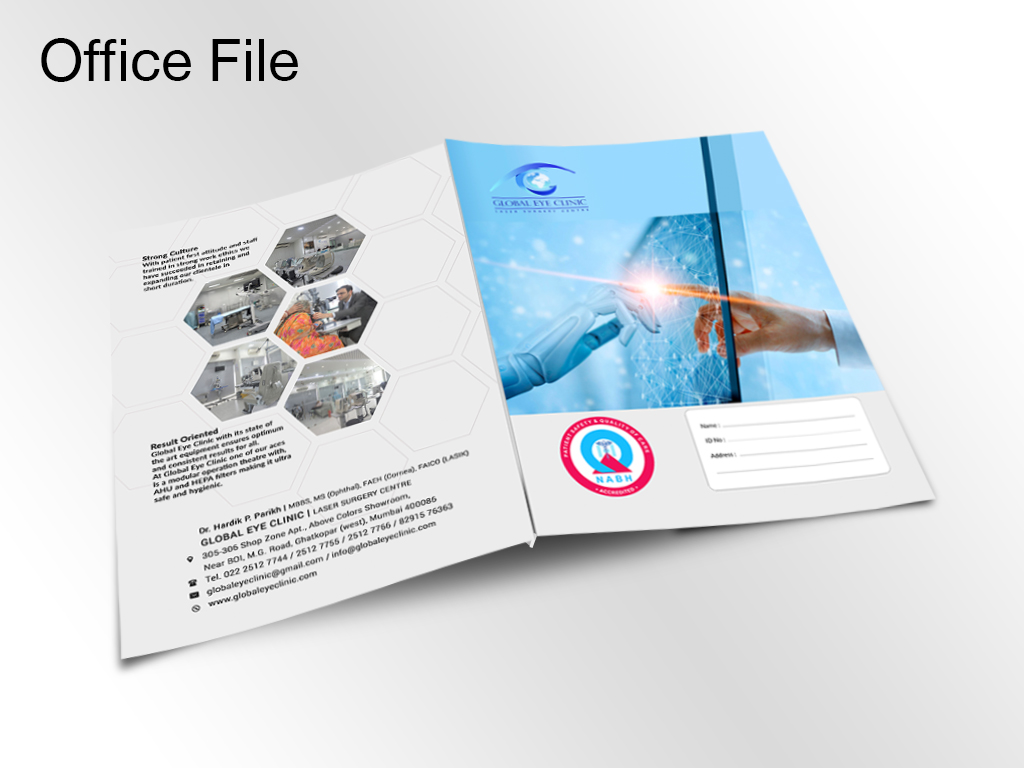 Office File
Strong Culture
With patient first attitude and staff
trained in strong work ethics we
have succeeded in retaining and
expanding our clientele in
short duration.
Result Oriented
Global Eye Clinic with its state of
the art equipment ensures optimum
and consistent results for all.
At Global Eye Clinic one of our aces
is a modular operation theatre with,
AHU and HEPA filters making it ultra
safe and hygienic.
Dr. Hardik P. Parikh | MBBS, MS (Ophthal), FAEH (Cornea), FAICO (LASIK)
GLOBAL EYE CLINIC | LASER SURGERY CENTRE
305-306 Shop Zone Apt., Above Colors Showroom,
Near BOI, M.G. Road, Ghatkopar (west), Mumbai 400086
Tel. 022 2512 7744 / 2512 7755 / 2512 7766 / 82915 76363
globaleyeclinic@gmail.com / info@globaleyeclinic.com
www.globaleyeclinic.com
GLOBAL EYE CLINIC
LASER SURGERY CENTRE
PATIENT SAFETY & QUALITY OF CARE
NABH
• ACCREDITED •
Name :
ID No :
Address :